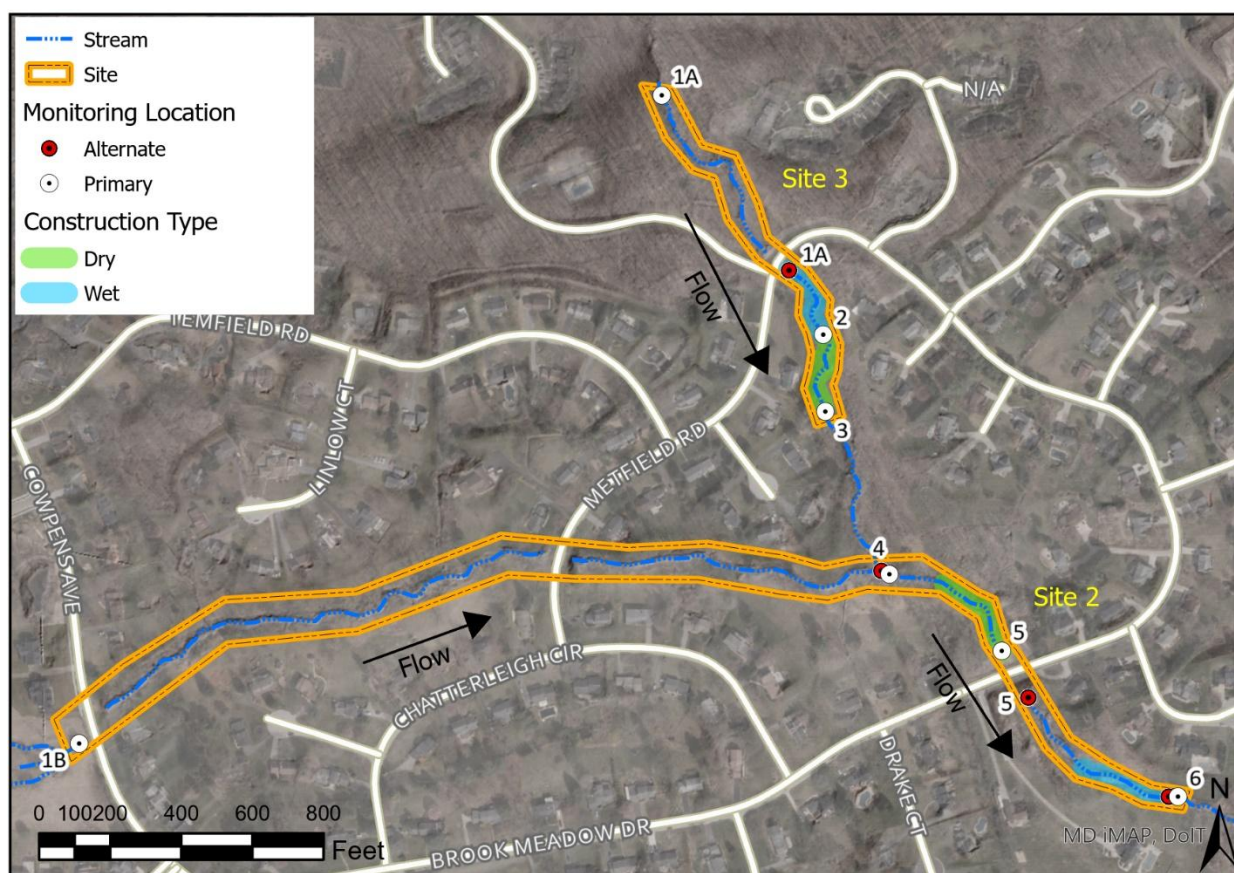 Stream
Site
Monitoring Location
Alternate
Primary
Construction Type
Dry
Wet
1A
N/A
Site 3
1A
Flow
2
3
TEMFIELD RD
LINLOW CT
METFIELD RD
COWPENS AVE
4
Site 2
5
Flow
CHATTERLEIGH CIR
Flow
5
1B
DRAKE CT
6
N
0 100200 400 600 800
Feet
BROOK MEADOW DR
MD iMAP, DoIT